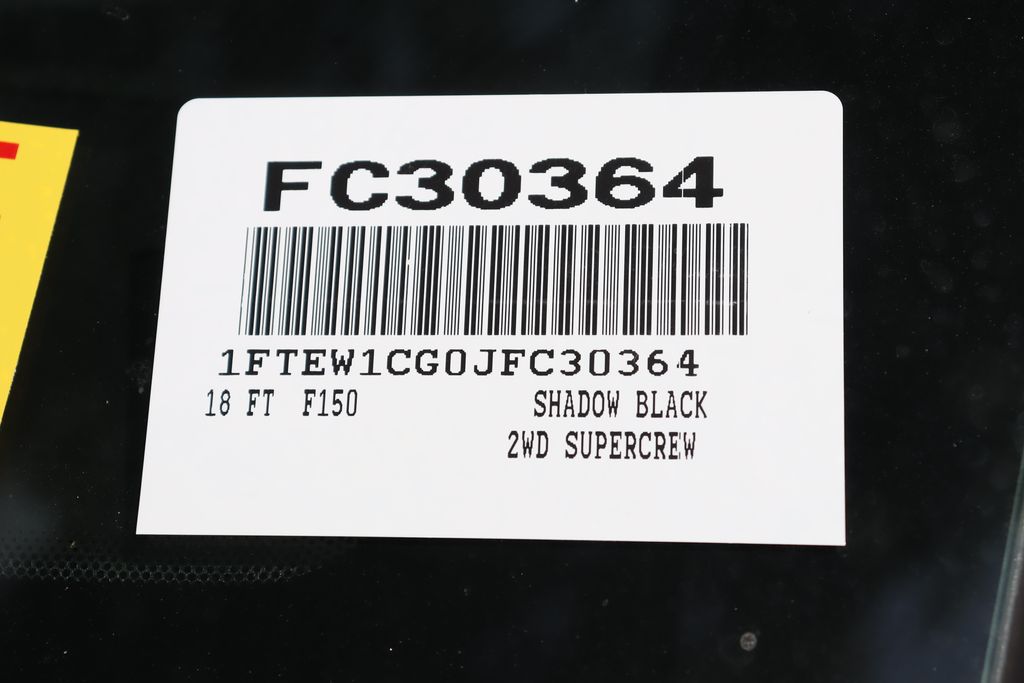 FC30364
1FTEW1CG0JFC30364
18 FT F150
SHADOW BLACK
2WD SUPERCREW